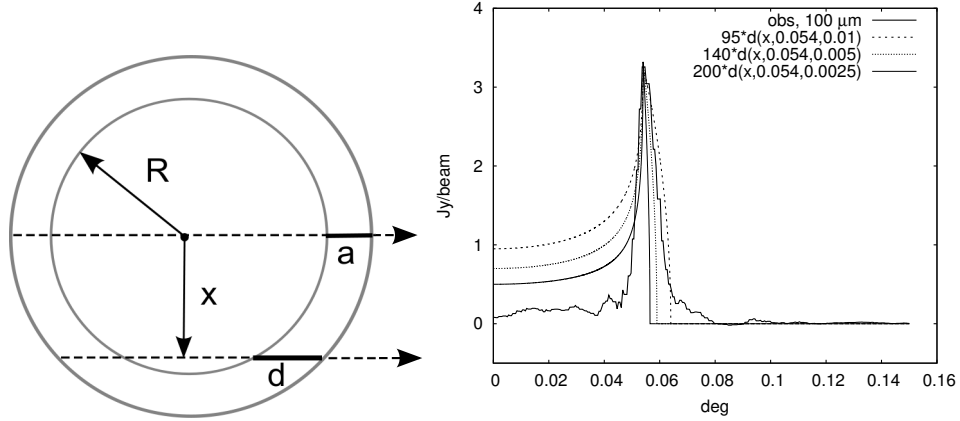 R
a
x
d
obs, 100 μm
95*d(x,0.054,0.01)
140*d(x,0.054,0.005)
200*d(x,0.054,0.0025)
4
3
2
1
0
Jy/beam
0 0.02 0.04 0.06 0.08 0.1 0.12 0.14 0.16
deg